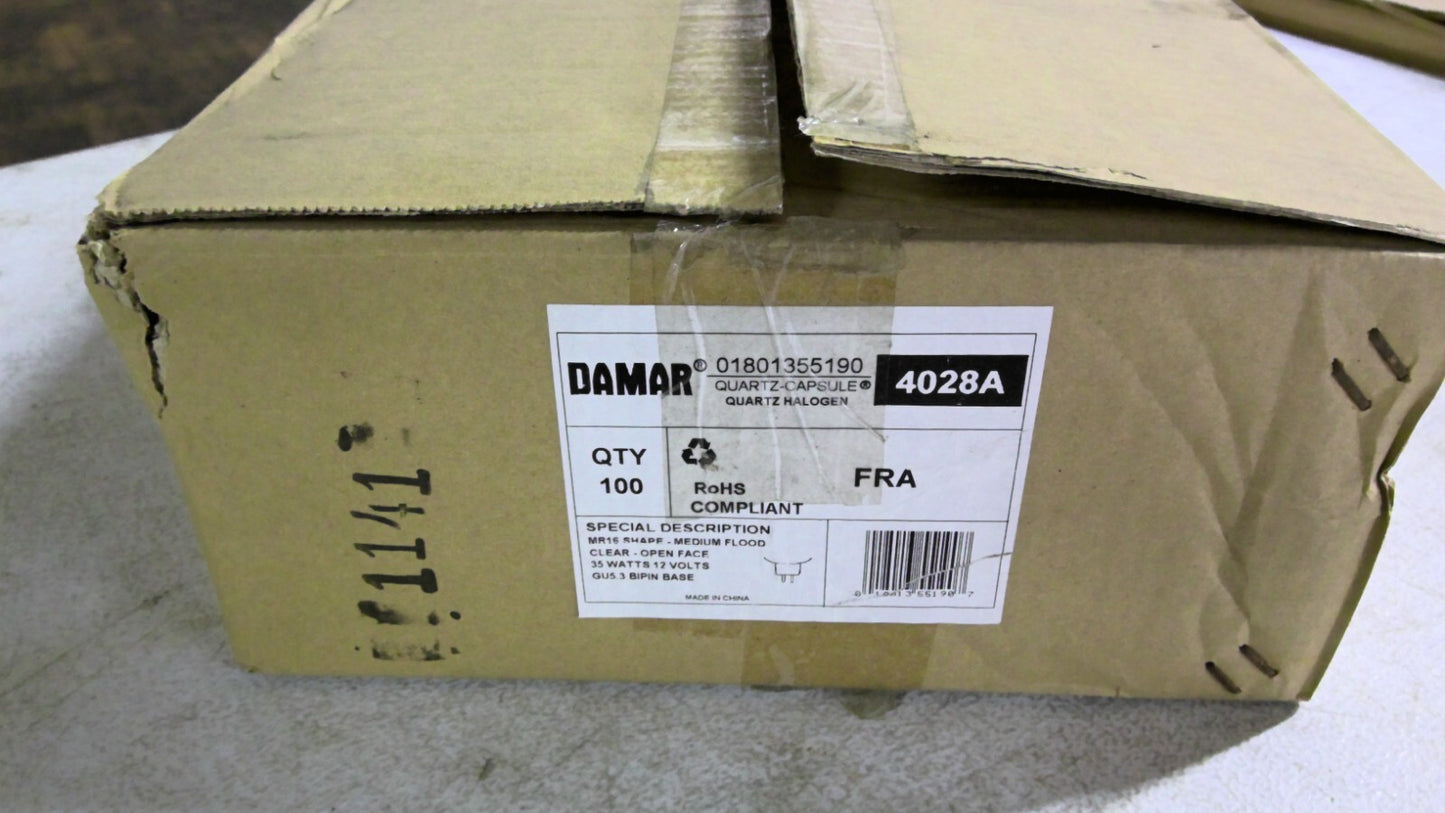 DAMAR® 01801355190 4028A
QUARTZ-CAPSULE®
QUARTZ HALOGEN
QTY
100
RoHS
COMPLIANT
FRA
SPECIAL DESCRIPTION
MR16 SHAPE - MEDIUM FLOOD
CLEAR - OPEN FACE
35 WATTS 12 VOLTS
GU5.3 BIPIN BASE
MADE IN CHINA
1141